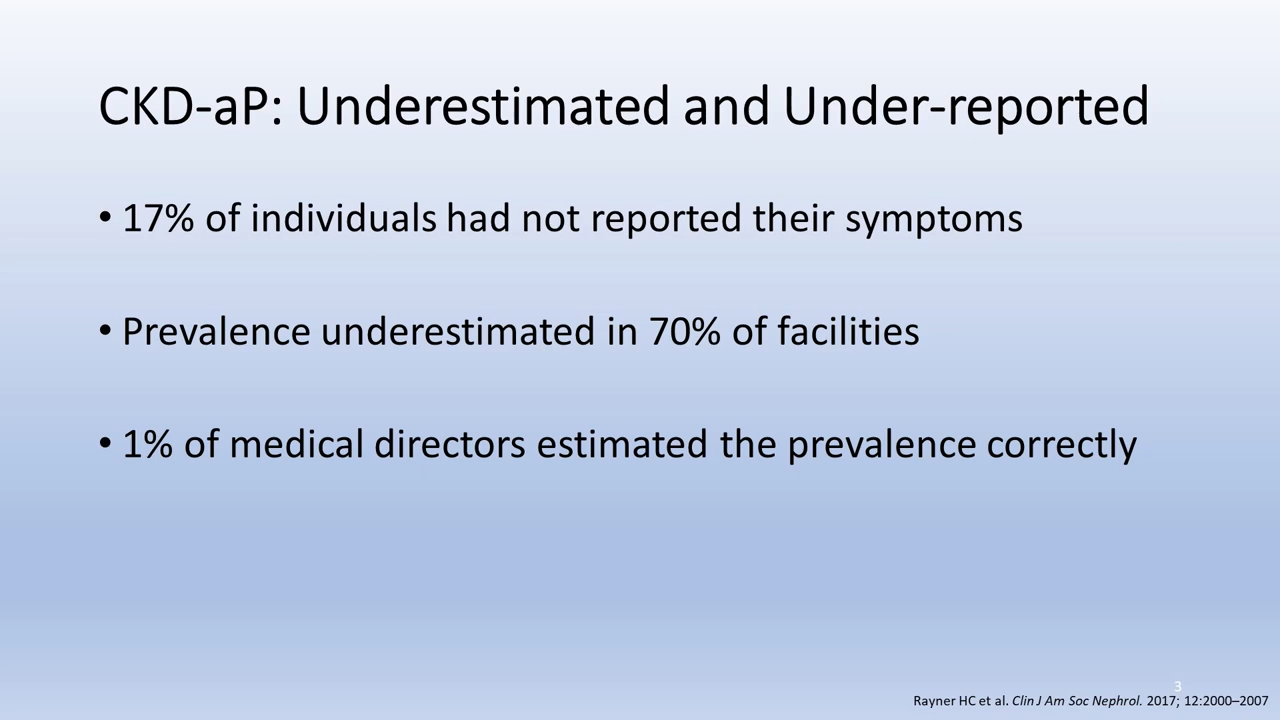 CKD-aP: Underestimated and Under-reported
• 17% of individuals had not reported their symptoms
• Prevalence underestimated in 70% of facilities
• 1% of medical directors estimated the prevalence correctly
3
Rayner HC et al. Clin J Am Soc Nephrol. 2017; 12:2000–2007